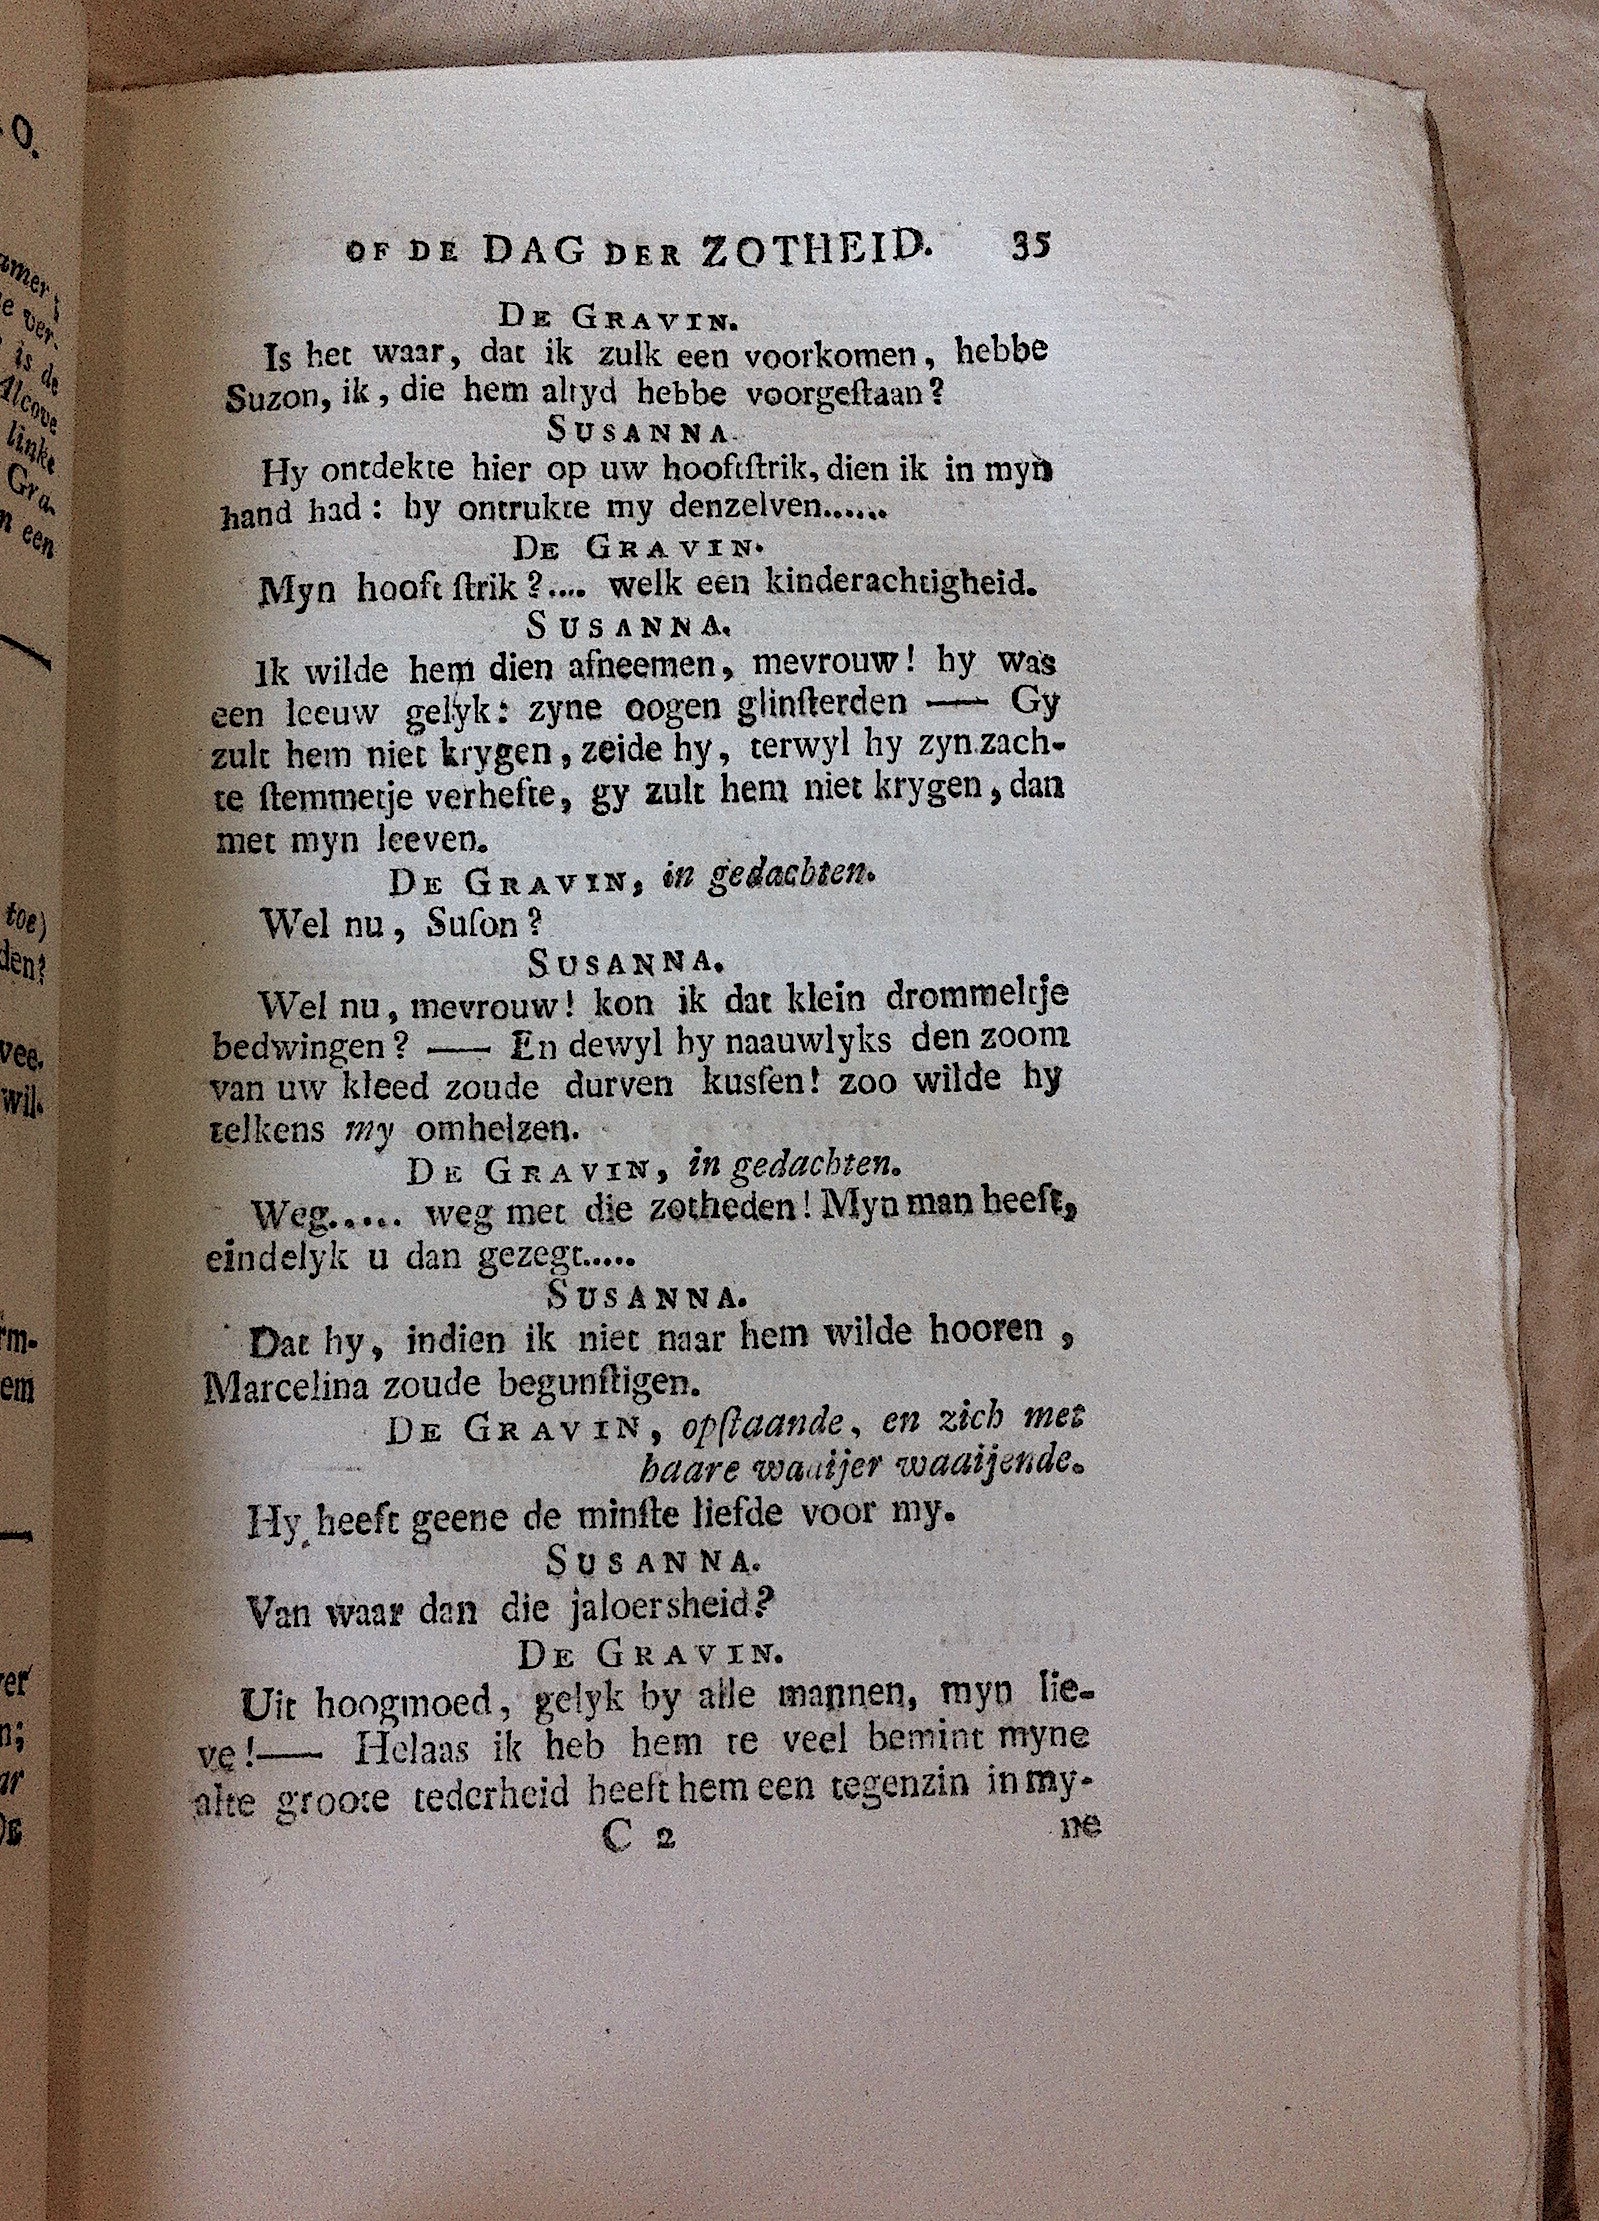 OF DE DAG DER ZOTHEID. 35
DE GRAVIN.
Is het waar, dat ik zulk een voorkomen, hebbe
Suzon, ik, die hem altyd hebbe voorgeſtaan?
SUSANNA.
Hy ontdekte hier op uw hooftſtrik, dien ik in myn
hand had: hy ontrukte my denzelven......
DE GRAVIN.
Myn hooft ſtrik?.... welk een kinderachtigheid.
SUSANNA.
Ik wilde hem dien afneemen, mevrouw! hy was
een leeuw gelyk: zyne oogen glinſterden —— Gy
zult hem niet krygen, zeide hy, terwyl hy zyn zach-
te ſtemmetje verhefte, gy zult hem niet krygen, dan
met myn leeven.
DE GRAVIN, in gedachten.
Wel nu, Suſon?
SUSANNA.
Wel nu, mevrouw! kon ik dat klein drommeltje
bedwingen? —— En dewyl hy naauwlyks den zoom
van uw kleed zoude durven kusſen! zoo wilde hy
telkens my omhelzen.
DE GRAVIN, in gedachten.
Weg..... weg met die zotheden! Myn man heeft,
eindelyk u dan gezegt.....
SUSANNA.
Dat hy, indien ik niet naar hem wilde hooren,
Marcelina zoude begunſtigen.
DE GRAVIN, opſtaande, en zich met
haare waaijer waaijende.
Hy heeft geene de minſte liefde voor my.
SUSANNA.
Van waar dan die jaloersheid?
DE GRAVIN.
Uit hoogmoed, gelyk by alle mannen, myn lie-
ve!—— Helaas ik heb hem te veel bemint myne
alte groote tederheid heeft hem een tegenzin in my-
C 2 ne